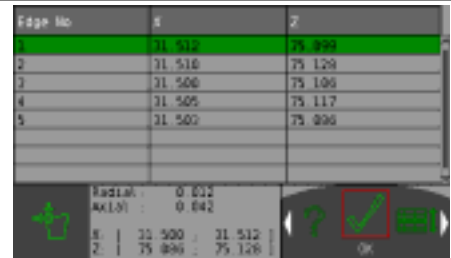 Edge No X Z
1 31.512 75.099
2 31.510 75.128
3 31.500 75.106
4 31.505 75.117
5 31.503 75.086
Radial : 0.012
Axial : 0.042
X: [ 31.500 ; 31.512 ]
Z: [ 75.086 ; 75.128 ]
?
OK